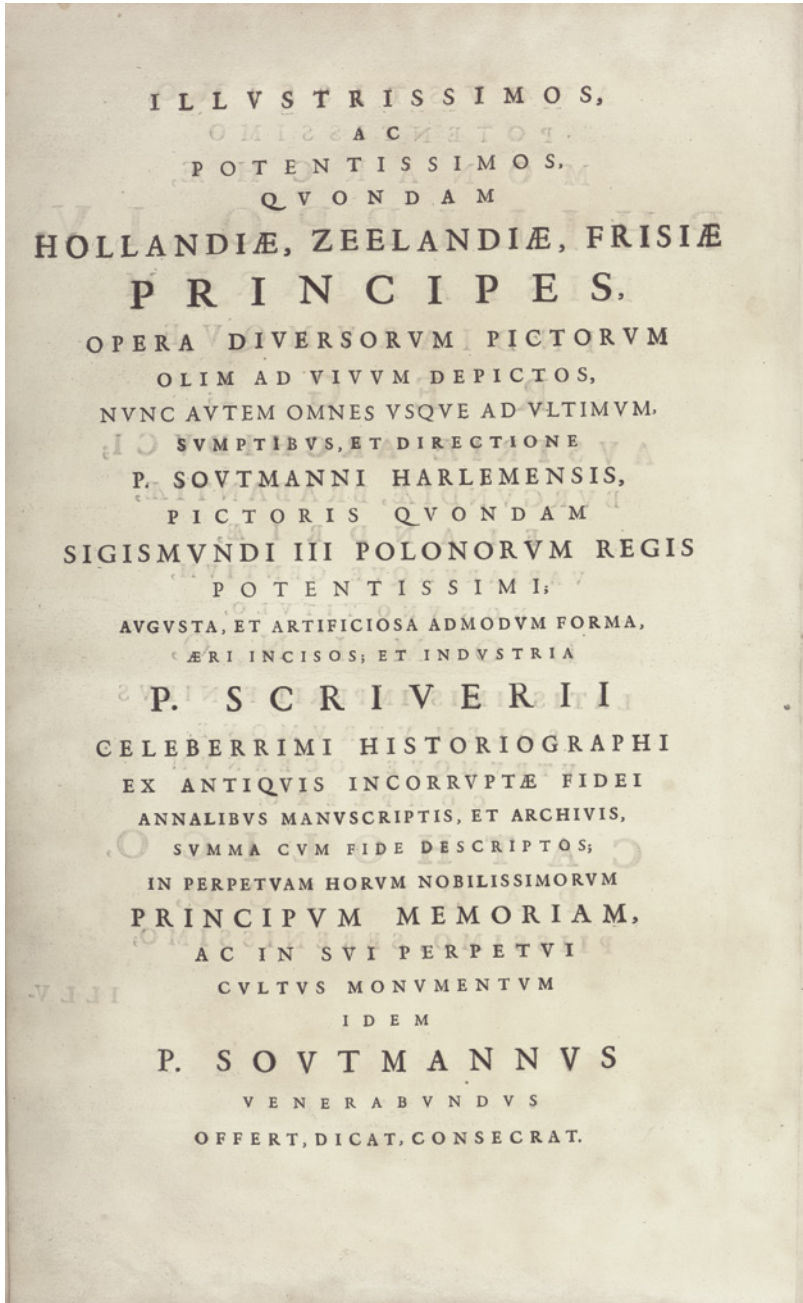 ILLVSTRISSIMOS,
AC
POTENTISSIMOS,
QVONDAM
HOLLANDIÆ, ZEELANDIÆ, FRISIÆ
PRINCIPES,
OPERA DIVERSORVM PICTORVM
OLIM AD VIVVM DEPICTOS,
NVNC AVTEM OMNES VSQVE AD VLTIMVM,
SVMPTIBVS, ET DIRECTIONE
P. SOVTMANNI HARLEMENSIS,
PICTORIS QVONDAM
SIGISMVNDI III POLONORVM REGIS
POTENTISSIMI;
AVGVSTA, ET ARTIFICIOSA ADMODVM FORMA,
ÆRI INCISOS; ET INDVSTRIA
P. SCRIVERII
CELEBERRIMI HISTORIOGRAPHI
EX ANTIQVIS INCORRVPTÆ FIDEI
ANNALIBVS MANVSCRIPTIS, ET ARCHIVIS,
SVMMA CVM FIDE DESCRIPTOS;
IN PERPETVAM HORVM NOBILISSIMORVM
PRINCIPVM MEMORIAM,
AC IN SVI PERPETVI
CVLTVS MONVMENTVM
IDEM
P. SOVTMANNVS
VENERABVNDVS
OFFERT, DICAT, CONSECRAT.